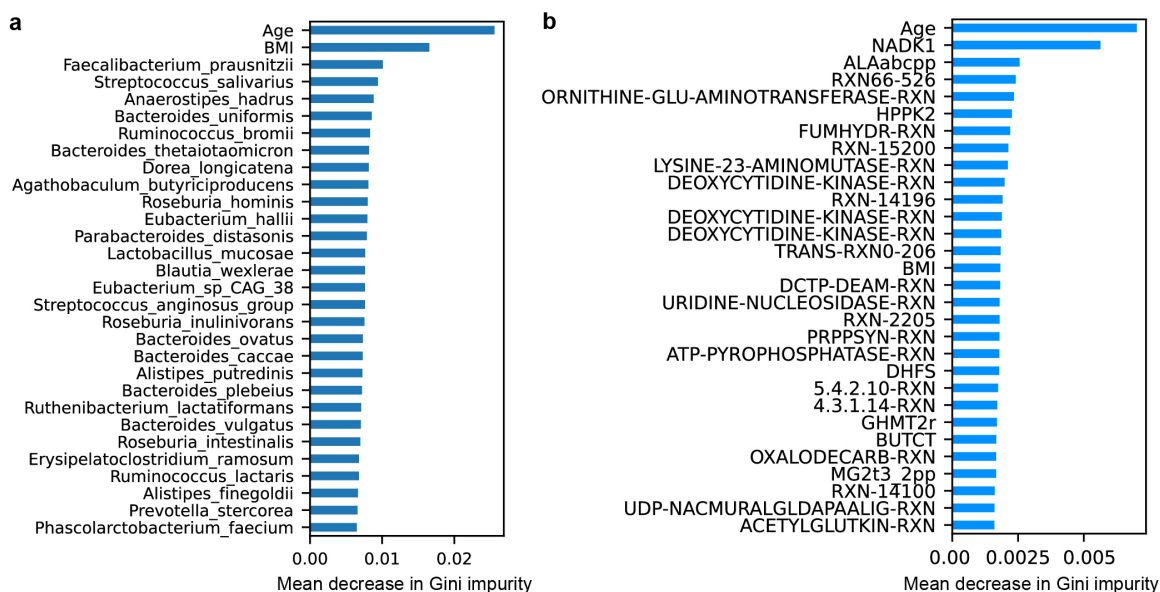 a
Age
BMI
Faecalibacterium_prausnitzii
Streptococcus_salivarius
Anaerostipes_hadrus
Bacteroides_uniformis
Ruminococcus_bromii
Bacteroides_thetaiotaomicron
Dorea_longicatena
Agathobaculum_butyriciproducens
Roseburia_hominis
Eubacterium_hallii
Parabacteroides_distasonis
Lactobacillus_mucosae
Blautia_wexlerae
Eubacterium_sp_CAG_38
Streptococcus_anginosus_group
Roseburia_inulinivorans
Bacteroides_ovatus
Bacteroides_caccae
Alistipes_putredinis
Bacteroides_plebeius
Ruthenibacterium_lactatiformans
Bacteroides_vulgatus
Roseburia_intestinalis
Erysipelatoclostridium_ramosum
Ruminococcus_lactaris
Alistipes_finegoldii
Prevotella_stercorea
Phascolarctobacterium_faecium
0.00 0.01 0.02
Mean decrease in Gini impurity
b
Age
NADK1
ALAabcpp
RXN66-526
ORNITHINE-GLU-AMINOTRANSFERASE-RXN
HPPK2
FUMHYDR-RXN
RXN-15200
LYSINE-23-AMINOMUTASE-RXN
DEOXYCYTIDINE-KINASE-RXN
RXN-14196
DEOXYCYTIDINE-KINASE-RXN
DEOXYCYTIDINE-KINASE-RXN
TRANS-RXN0-206
BMI
DCTP-DEAM-RXN
URIDINE-NUCLEOSIDASE-RXN
RXN-2205
PRPPSYN-RXN
ATP-PYROPHOSPHATASE-RXN
DHFS
5.4.2.10-RXN
4.3.1.14-RXN
GHMT2r
BUTCT
OXALODECARB-RXN
MG2t3_2pp
RXN-14100
UDP-NACMURALGLDAPAALIG-RXN
ACETYLGLUTKIN-RXN
0.00 0.0025 0.005
Mean decrease in Gini impurity